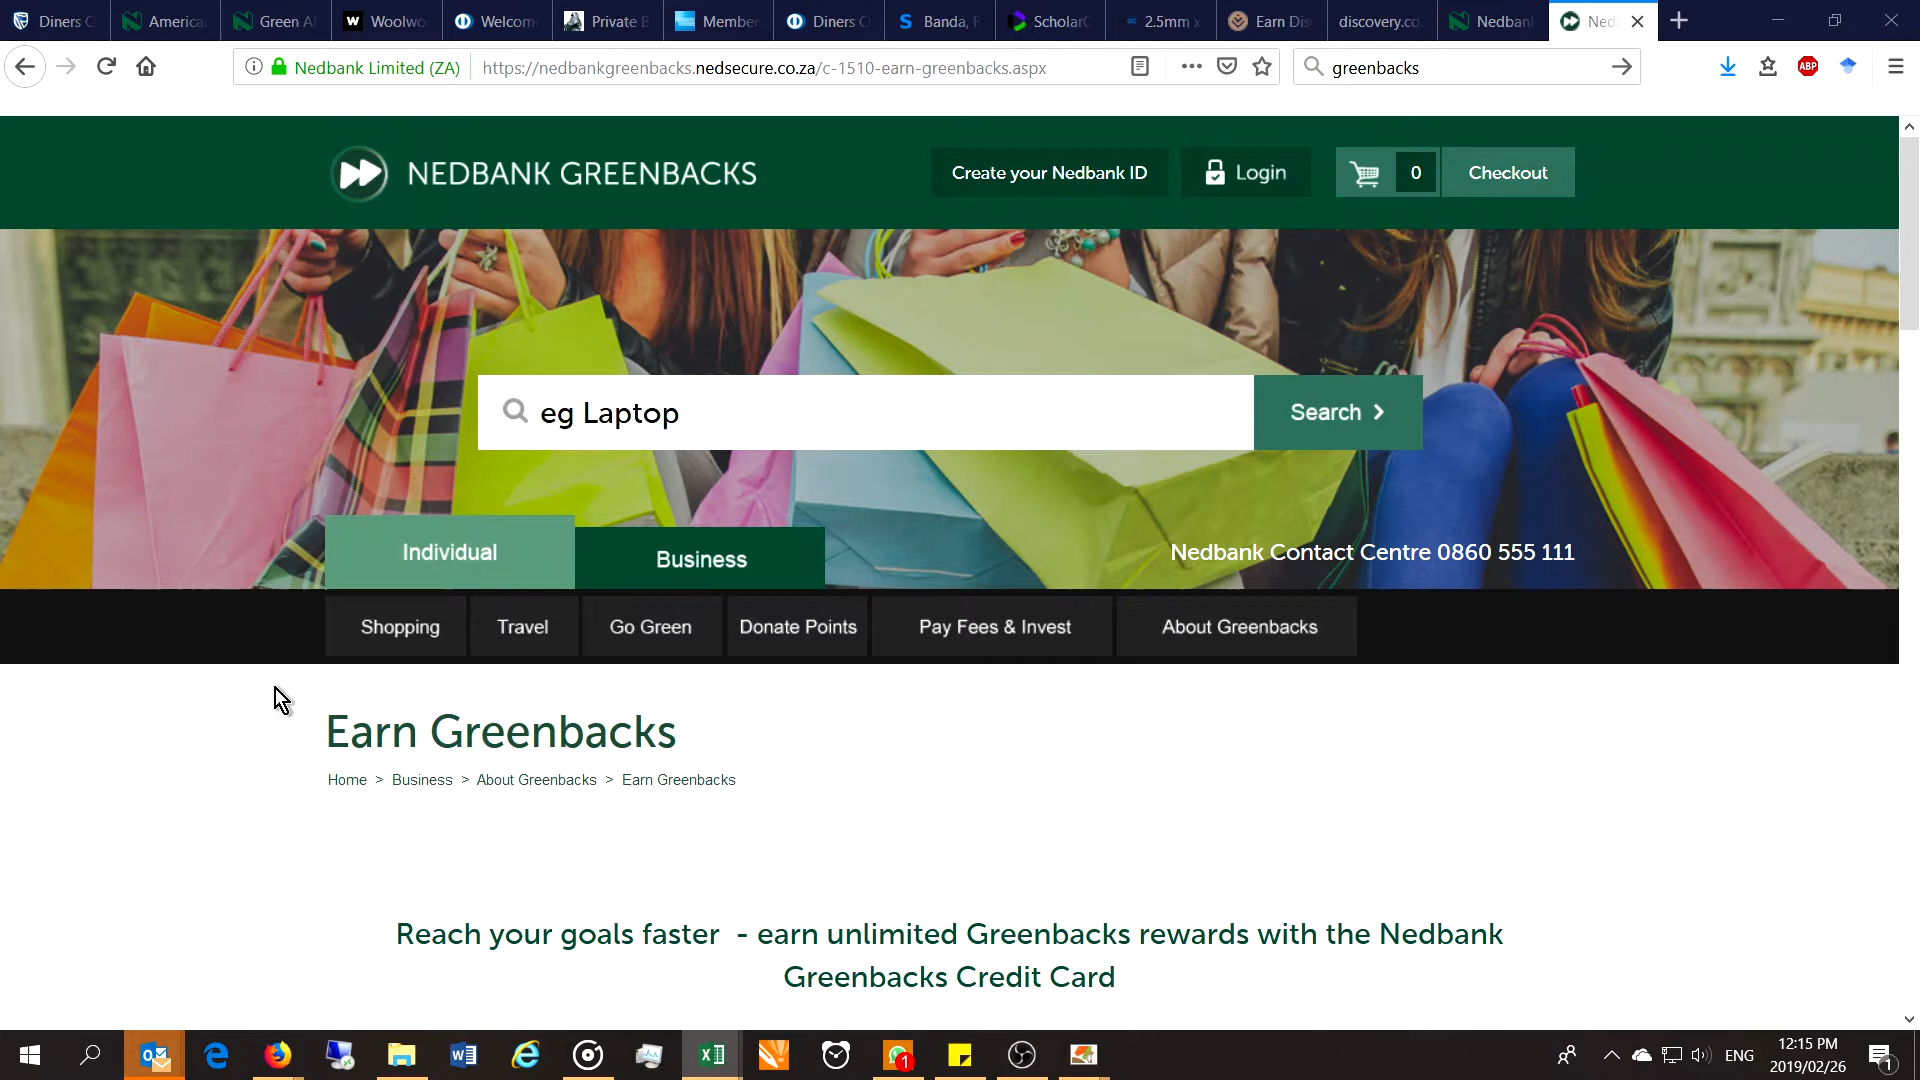 Diners C America Green Af Woolwo Welcom Private B Member Diners C Banda, R ScholarC 2.5mm x Earn Dis discovery.co. Nedban Ned
Nedbank Limited (ZA) https://nedbankgreenbacks.nedsecure.co.za/c-1510-earn-greenbacks.aspx greenbacks ABP
NEDBANK GREENBACKS Create your Nedbank ID Login 0 Checkout
eg Laptop Search
Individual Business Nedbank Contact Centre 0860 555 111
Shopping Travel Go Green Donate Points Pay Fees & Invest About Greenbacks
Earn Greenbacks
Home > Business > About Greenbacks > Earn Greenbacks
Reach your goals faster - earn unlimited Greenbacks rewards with the Nedbank
Greenbacks Credit Card
1 ENG 12:15 PM
2019/02/26 1